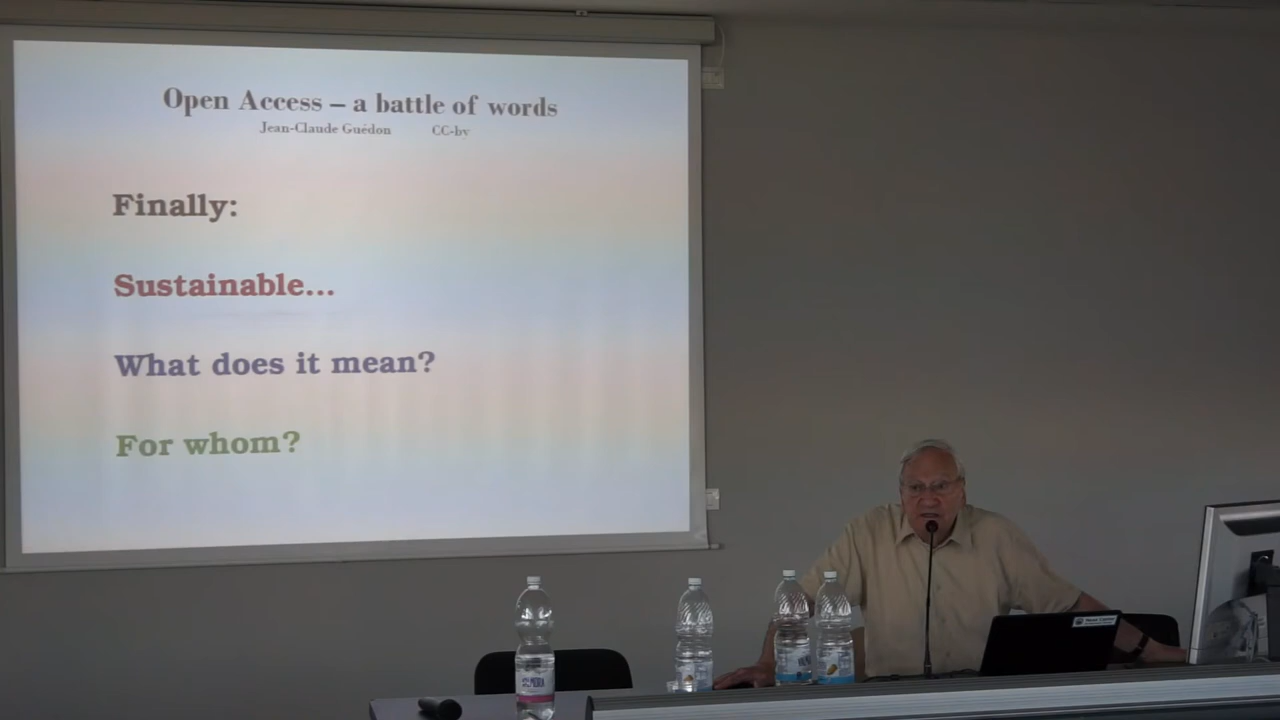 Open Access – a battle of words
Jean-Claude Guédon CC-by
Finally:
Sustainable...
What does it mean?
For whom?